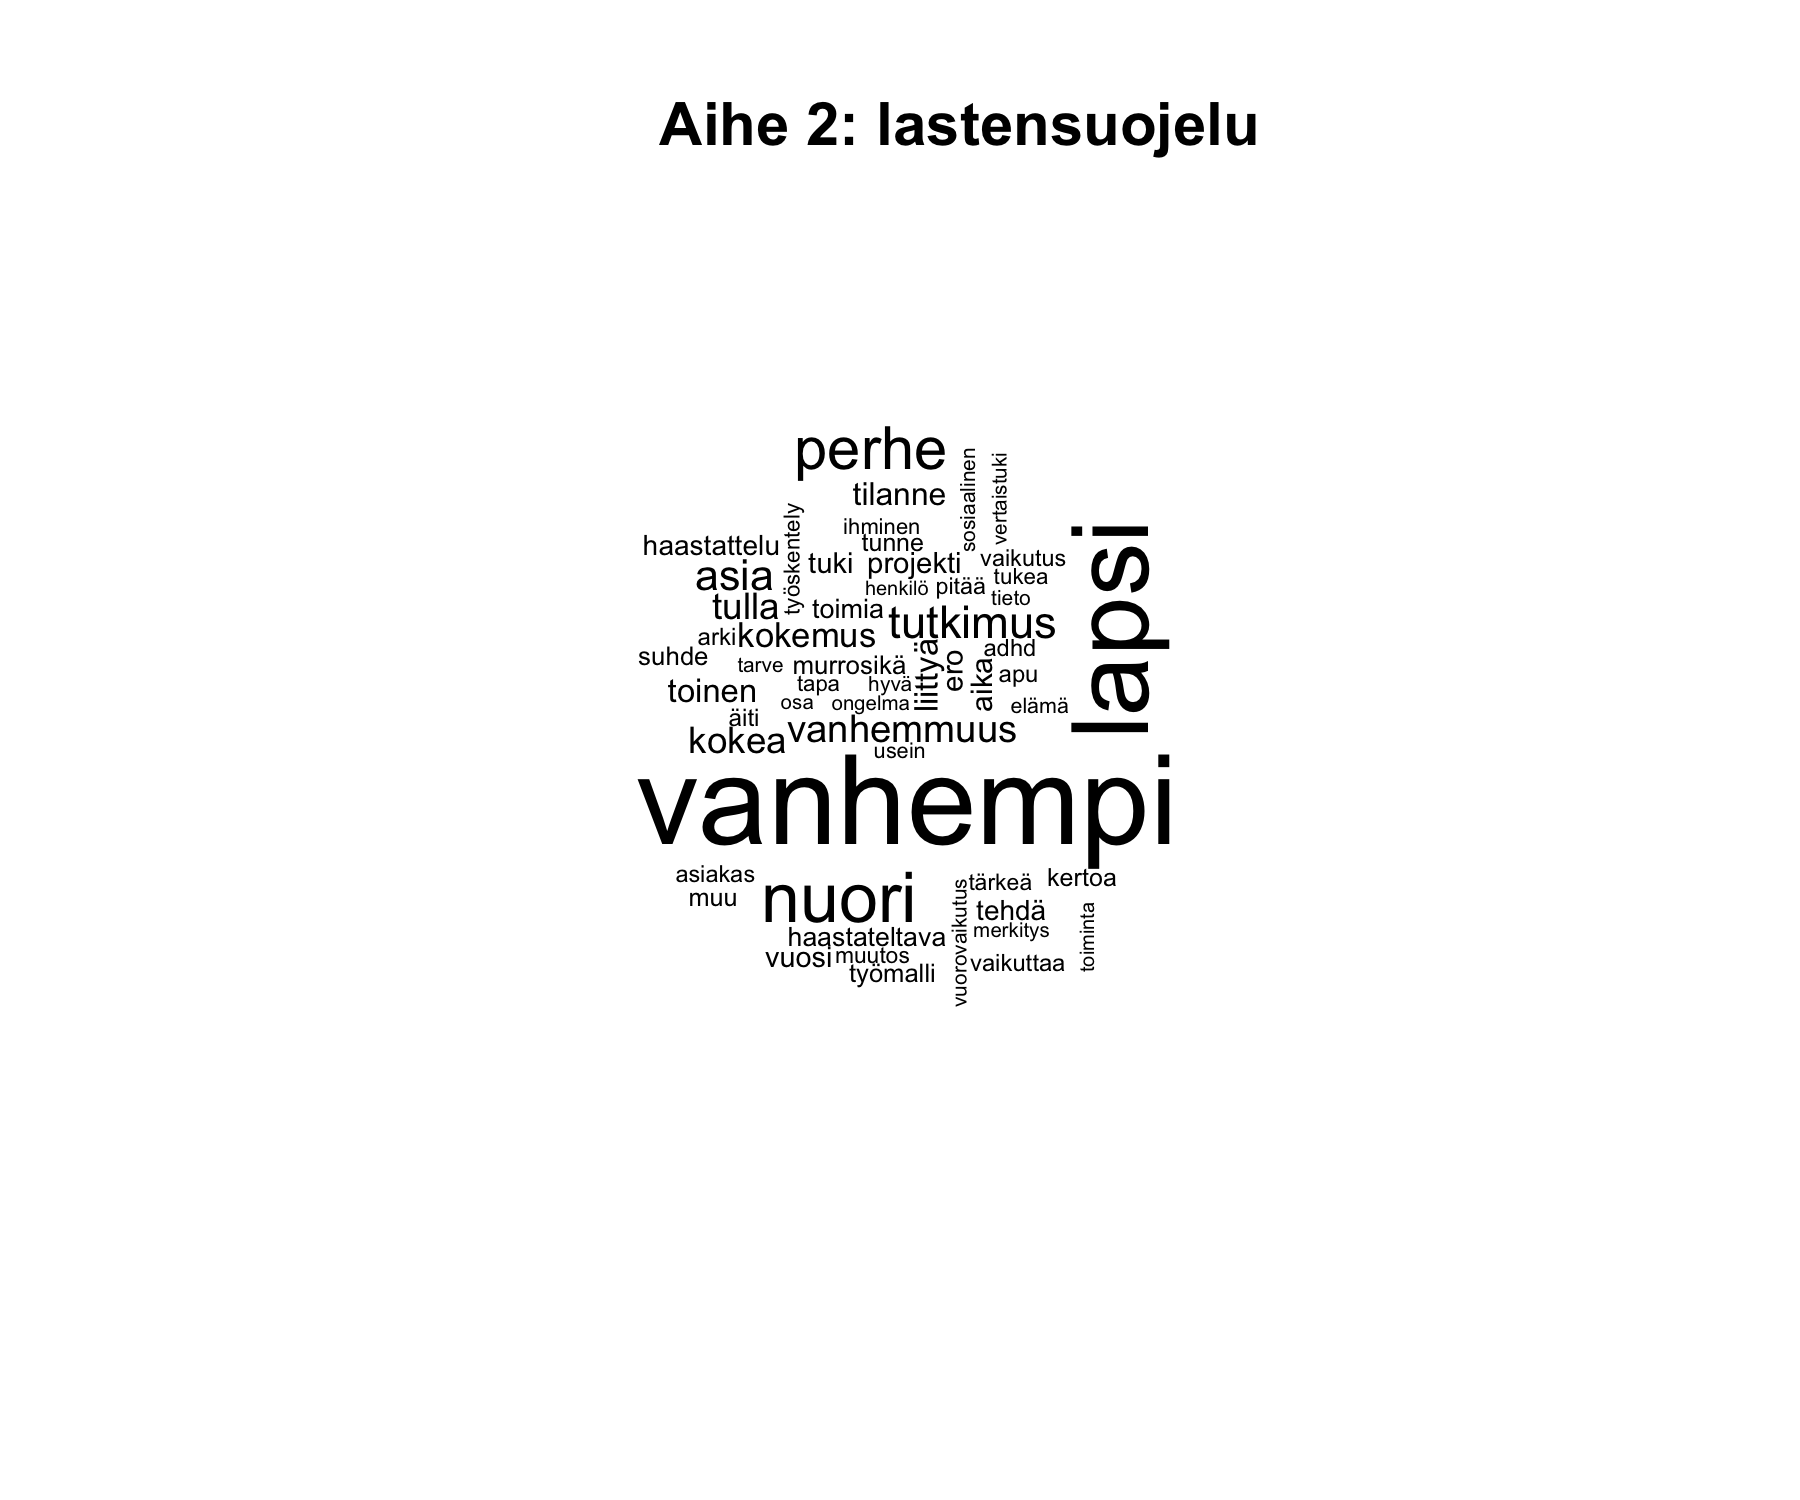 Aihe 2: lastensuojelu
perhe
sosiaalinen
vertaistuki
tilanne
työskentely
ihminen
lapsi
haastattelu
tunne
vaikutus
asia
tuki
projekti
tukea
henkilö
pitää
tieto
tulla
toimia
tutkimus
arki
kokemus
liittyä
ero
adhd
suhde
tarve
murrosikä
aika
apu
toinen
tapa
hyvä
osa
ongelma
elämä
äiti
kokea
vanhemmuus
usein
vanhempi
asiakas
muu
nuori
vuorovaikutus
tärkeä
kertoa
tehdä
toiminta
haastateltava
merkitys
vuosi
muutos
vaikuttaa
työmalli